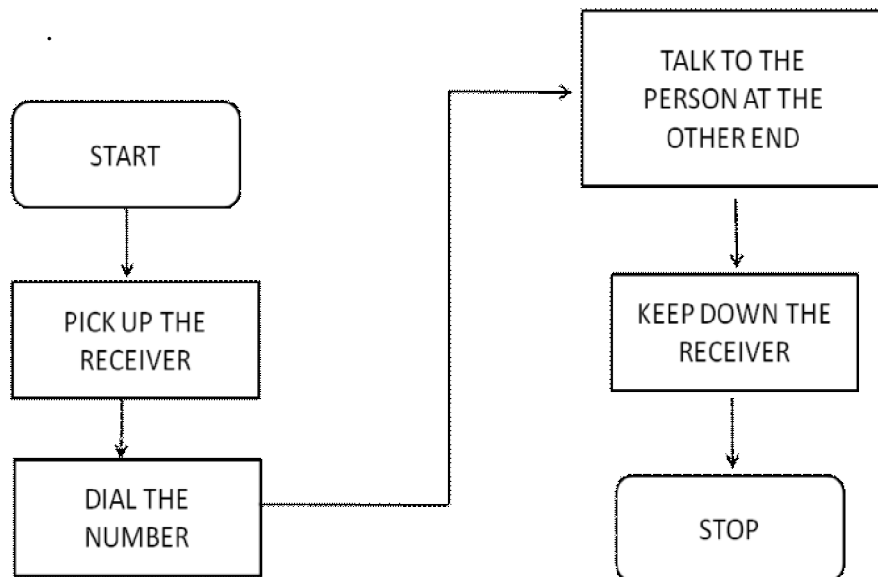 START
PICK UP THE
RECEIVER
DIAL THE
NUMBER
TALK TO THE
PERSON AT THE
OTHER END
KEEP DOWN THE
RECEIVER
STOP